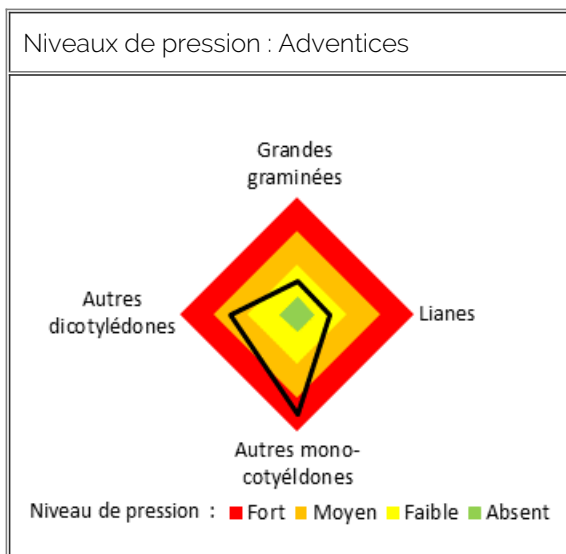 Niveaux de pression : Adventices
Grandes
graminées
Autres
dicotylédones
Lianes
Autres mono-
cotyéldones
Niveau de pression : Fort Moyen Faible Absent